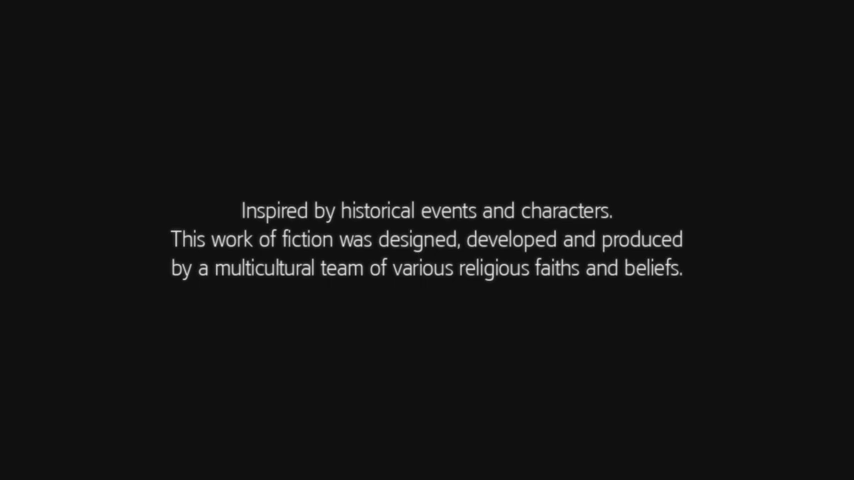 Inspired by historical events and characters.
This work of fiction was designed, developed and produced
by a multicultural team of various religious faiths and beliefs.